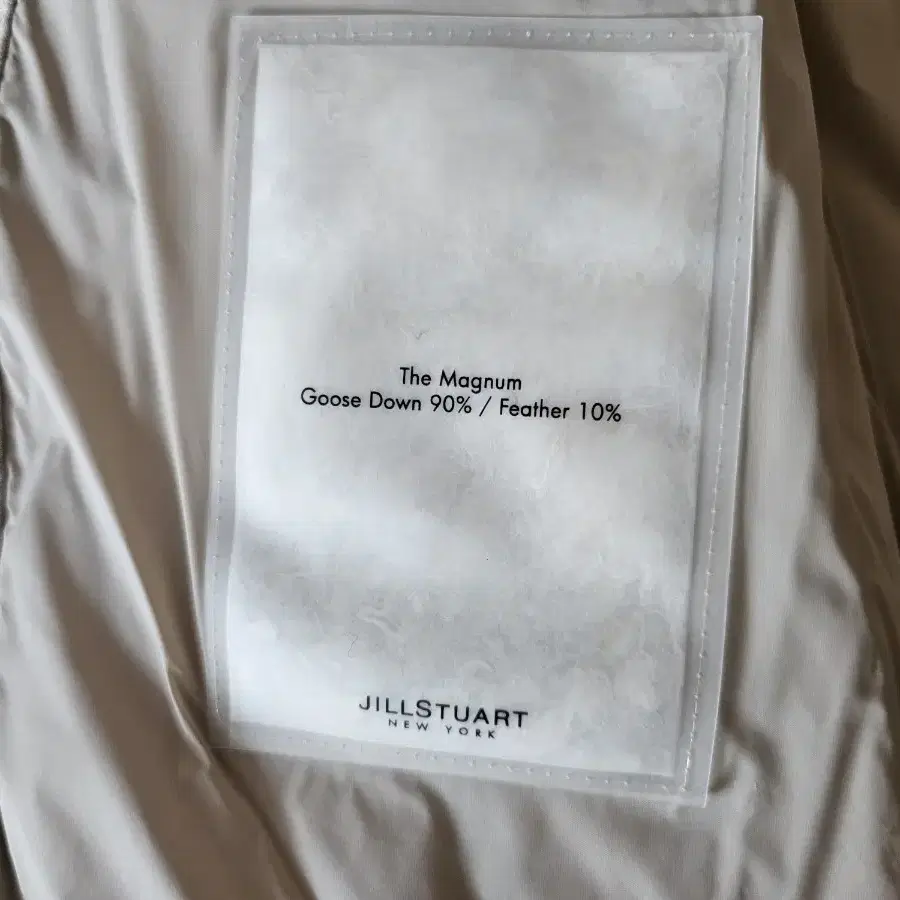 The Magnum
Goose Down 90% / Feather 10%
JILLSTUART
NEW YORK